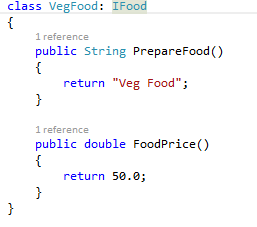 class VegFood: IFood
{
1 reference
public String PrepareFood()
{
return "Veg Food";
}
1 reference
public double FoodPrice()
{
return 50.0;
}
}